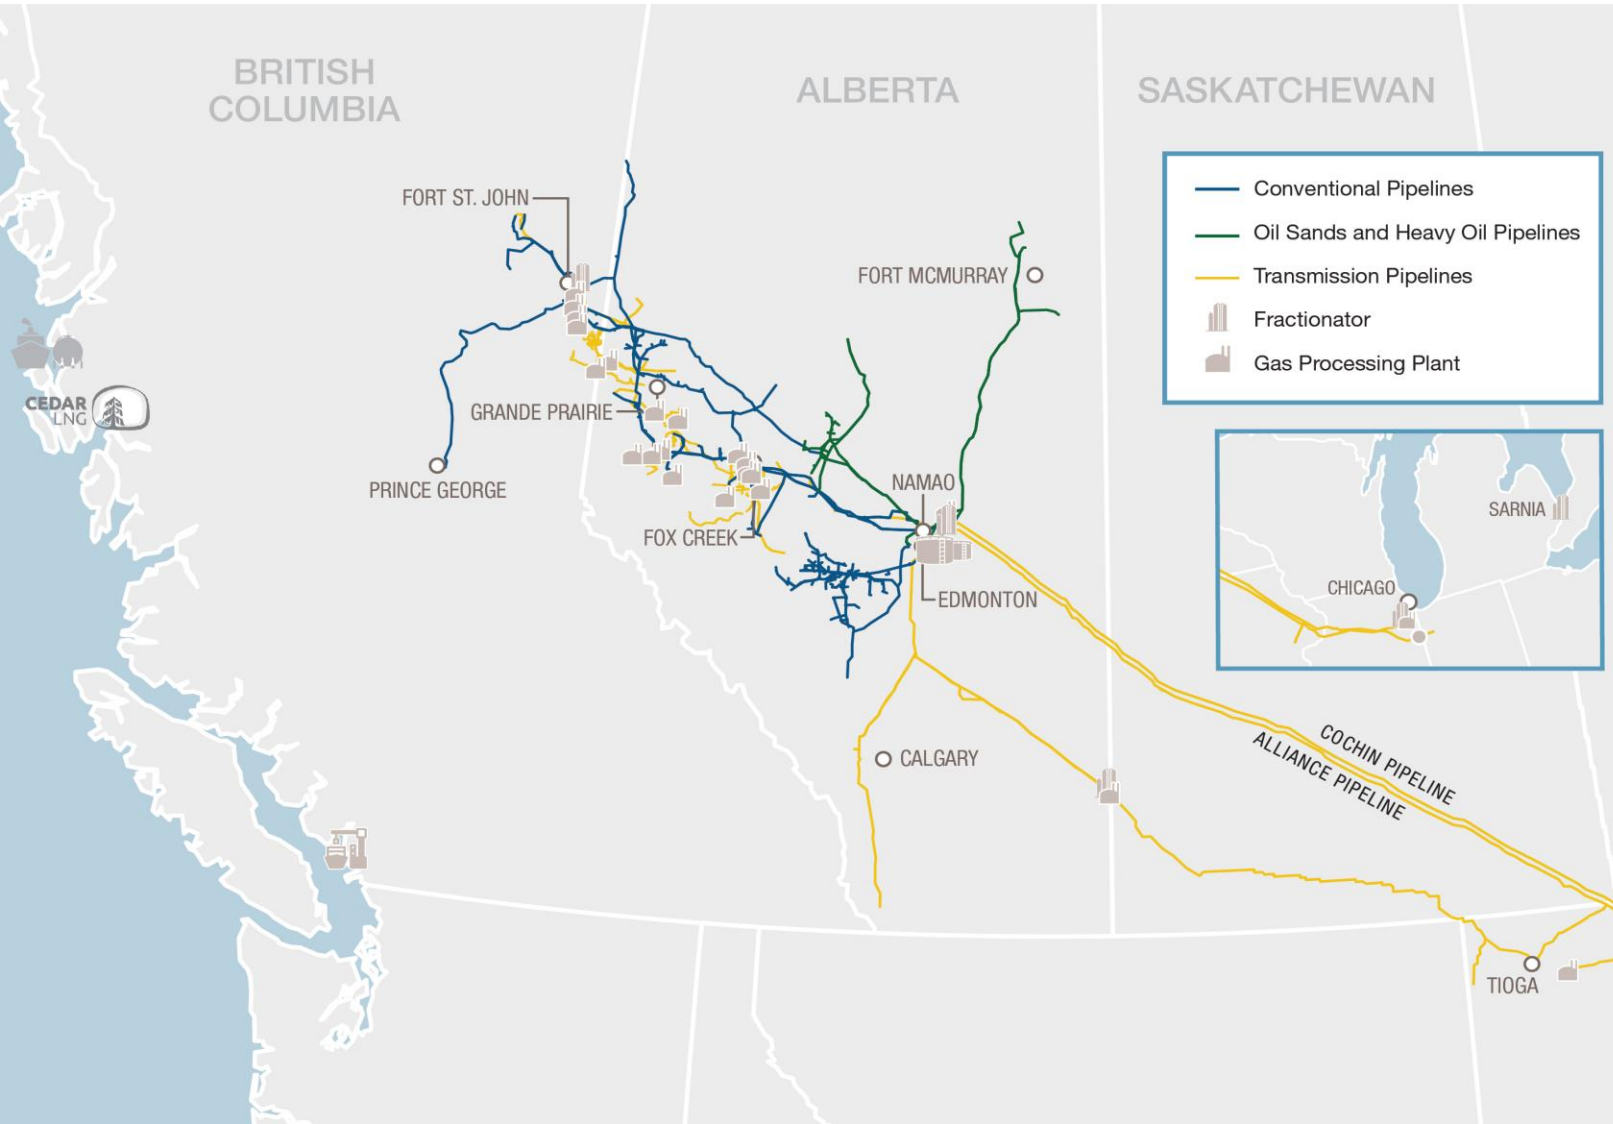 BRITISH
COLUMBIA
ALBERTA
SASKATCHEWAN
Conventional Pipelines
Oil Sands and Heavy Oil Pipelines
Transmission Pipelines
Fractionator
Gas Processing Plant
FORT ST. JOHN
FORT MCMURRAY
CEDAR
LNG
GRANDE PRAIRIE
PRINCE GEORGE
NAMAO
FOX CREEK
EDMONTON
SARNIA
CHICAGO
CALGARY
COCHIN PIPELINE
ALLIANCE PIPELINE
TIOGA